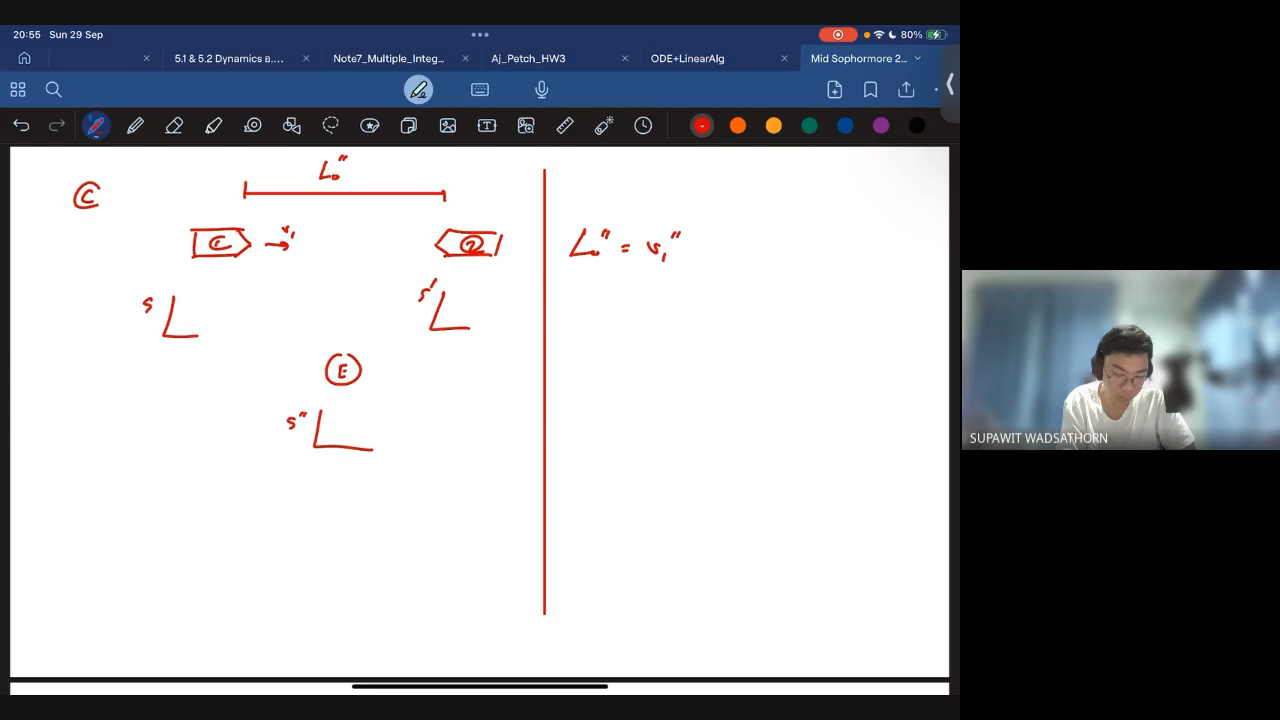 20:55 Sun 29 Sep
80%
5.1 & 5.2 Dynamics a....
Note7_Multiple_Integ...
Aj_Petch_HW3
ODE+LinearAlg
Mid Sophormore 2...
L₀"
C
v₁
2
L₀" = v₁"
S
S'
E
S"
SUPAWIT WADSATHORN